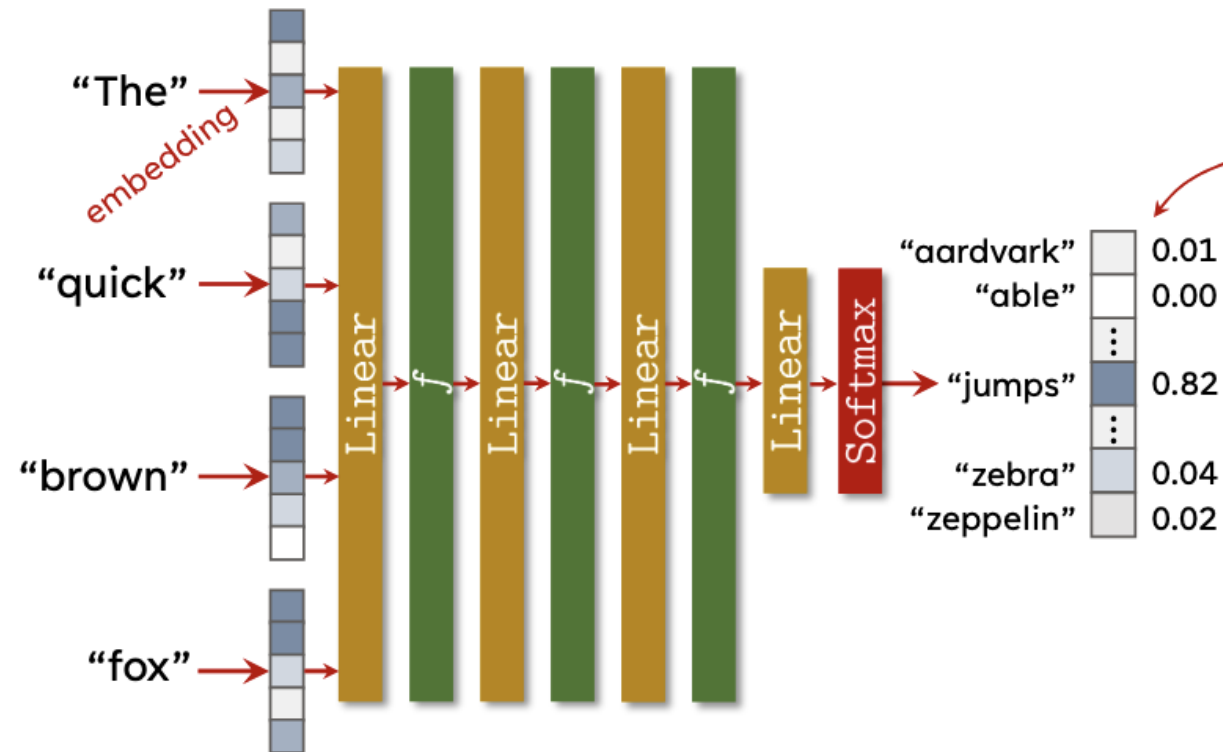 “The”
embedding
“quick”
“brown”
“fox”
Linear
f
Linear
f
Linear
f
Linear
Softmax
“aardvark” 0.01
“able” 0.00
⋮
“jumps” 0.82
⋮
“zebra” 0.04
“zeppelin” 0.02